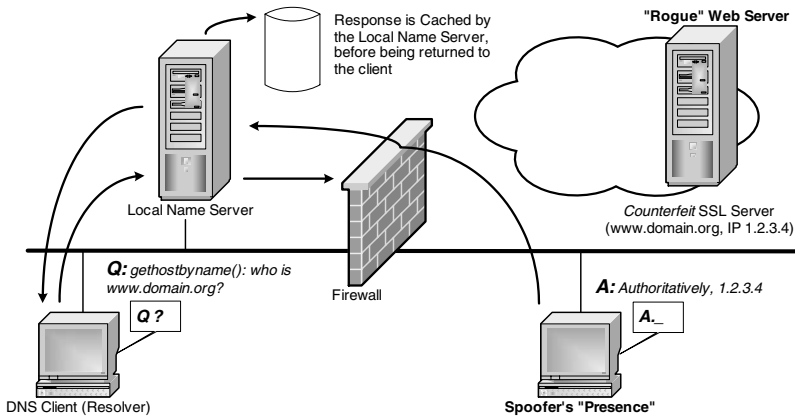 Response is Cached by
the Local Name Server,
before being returned to
the client
"Rogue" Web Server
Local Name Server
Counterfeit SSL Server
(www.domain.org, IP 1.2.3.4)
Q: gethostbyname(): who is
www.domain.org?
Firewall
A: Authoritatively, 1.2.3.4
Q ?
A._
DNS Client (Resolver)
Spoofer's "Presence"